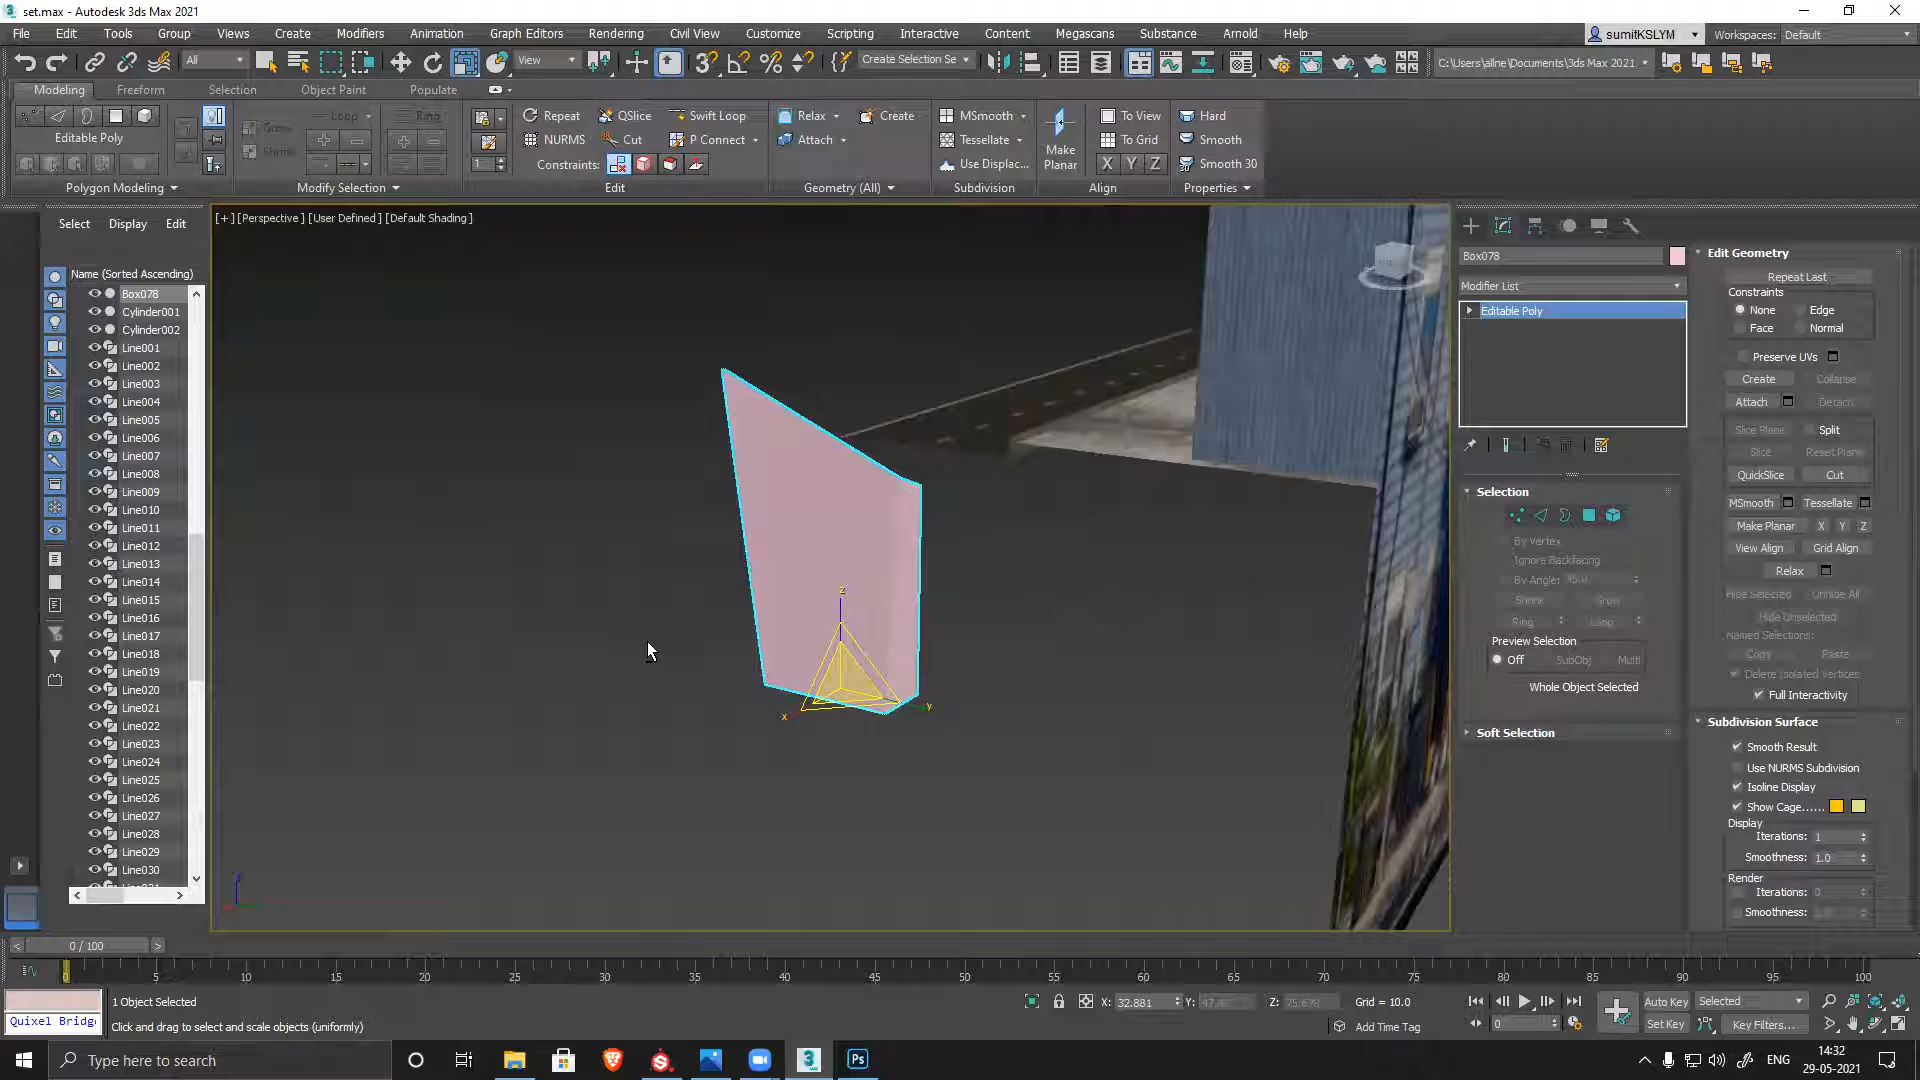 set.max - Autodesk 3ds Max 2021
File Edit Tools Group Views Create Modifiers Animation Graph Editors Rendering Civil View Customize Scripting Interactive Content Megascans Substance Arnold Help
sumitKSLYM Workspaces: Default
All View Create Selection Se C:\Users\allne\Documents\3ds Max 2021
Modeling Freeform Selection Object Paint Populate
Loop Ring Repeat QSlice Swift Loop Relax Create MSmooth To View Hard
Editable Poly Grow NURMS Cut P Connect Attach Tessellate Make Planar To Grid Smooth
Shrink 1 Constraints: Use Displac... X Y Z Smooth 30
Polygon Modeling Modify Selection Edit Geometry (All) Subdivision Align Properties
Select Display Edit
[+] [Perspective ] [User Defined ] [Default Shading ]
Name (Sorted Ascending)
Box078
Cylinder001
Cylinder002
Line001
Line002
Line003
Line004
Line005
Line006
Line007
Line008
Line009
Line010
Line011
Line012
Line013
Line014
Line015
Line016
Line017
Line018
Line019
Line020
Line021
Line022
Line023
Line024
Line025
Line026
Line027
Line028
Line029
Line030
z
x
y
Box078
Modifier List
Editable Poly
Selection
By Vertex
Ignore Backfacing
By Angle: 45.0
Shrink Grow
Ring Loop
Preview Selection
Off SubObj Multi
Whole Object Selected
Soft Selection
Edit Geometry
Repeat Last
Constraints
None Edge
Face Normal
Preserve UVs
Create Collapse
Attach Detach
Slice Plane Split
Slice Reset Plane
QuickSlice Cut
MSmooth Tessellate
Make Planar X Y Z
View Align Grid Align
Relax
Hide Selected Unhide All
Hide Unselected
Named Selections:
Copy Paste
Delete Isolated Vertices
Full Interactivity
Subdivision Surface
Smooth Result
Use NURMS Subdivision
Isoline Display
Show Cage......
Display
Iterations: 1
Smoothness: 1.0
Render
Iterations: 0
Smoothness:
< 0 / 100 >
0 5 10 15 20 25 30 35 40 45 50 55 60 65 70 75 80 85 90 95 100
1 Object Selected X: 32.881 Y: Z: Grid = 10.0 Auto Key Selected
Quixel Bridg Click and drag to select and scale objects (uniformly) Add Time Tag 0 Set Key Key Filters...
Type here to search Ps ENG 14:32
29-05-2021